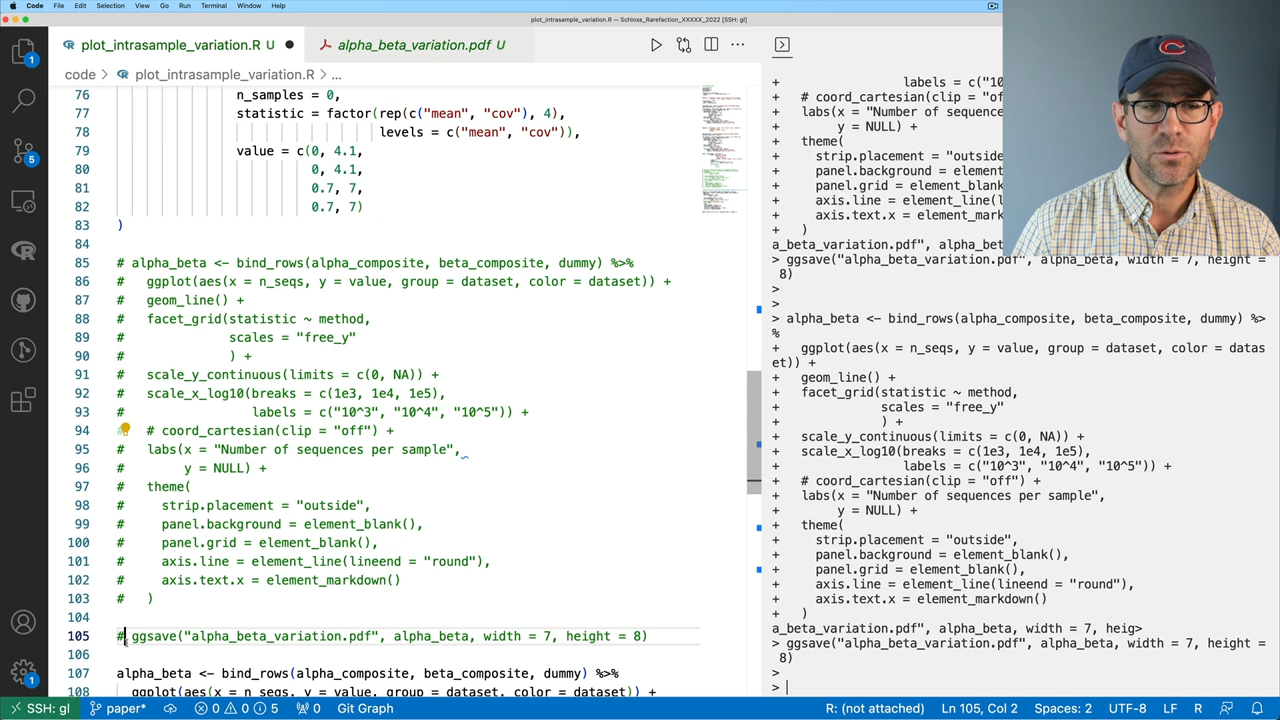 Code File Edit Selection View Go Run Terminal Window Help
plot_intrasample_variation.R — Schloss_Rarefaction_XXXXX_2022 [SSH: gl]
plot_intrasample_variation.R U
alpha_beta_variation.pdf U
code > plot_intrasample_variation.R > ...
76 n_samples = 0,
77 statistic = factor(rep(c("mean", "cov"), 4),
78 levels = c("mean", "cov")),
79 value = c(0, 4.1,
80 0, 4.1,
81 0.7, 7,
82 0.7, 7)
83 )
84
85 # alpha_beta <- bind_rows(alpha_composite, beta_composite, dummy) %>%
86 # ggplot(aes(x = n_seqs, y = value, group = dataset, color = dataset)) +
87 # geom_line() +
88 # facet_grid(statistic ~ method,
89 # scales = "free_y"
90 # ) +
91 # scale_y_continuous(limits = c(0, NA)) +
92 # scale_x_log10(breaks = c(1e3, 1e4, 1e5),
93 # labels = c("10^3", "10^4", "10^5")) +
94 # # coord_cartesian(clip = "off") +
95 # labs(x = "Number of sequences per sample",
96 # y = NULL) +
97 # theme(
98 # strip.placement = "outside",
99 # panel.background = element_blank(),
100 # panel.grid = element_blank(),
101 # axis.line = element_line(lineend = "round"),
102 # axis.text.x = element_markdown()
103 # )
104
105 # ggsave("alpha_beta_variation.pdf", alpha_beta, width = 7, height = 8)
106
107 alpha_beta <- bind_rows(alpha_composite, beta_composite, dummy) %>%
108 ggplot(aes(x = n_seqs, y = value, group = dataset, color = dataset)) +
+ labels = c("10
+ # coord_cartesian(clip = "of
+ labs(x = "Number of sequences
+ y = NULL) +
+ theme(
+ strip.placement = "outside
+ panel.background = element
+ panel.grid = element_blank
+ axis.line = element_line(l
+ axis.text.x = element_mark
+ )
a_beta_variation.pdf", alpha_b
> ggsave("alpha_beta_variation.pdf", alpha_beta, width = 7, height =
8)
>
>
> alpha_beta <- bind_rows(alpha_composite, beta_composite, dummy) %>
%
+ ggplot(aes(x = n_seqs, y = value, group = dataset, color = datas
et)) +
+ geom_line() +
+ facet_grid(statistic ~ method,
+ scales = "free_y"
+ ) +
+ scale_y_continuous(limits = c(0, NA)) +
+ scale_x_log10(breaks = c(1e3, 1e4, 1e5),
+ labels = c("10^3", "10^4", "10^5")) +
+ # coord_cartesian(clip = "off") +
+ labs(x = "Number of sequences per sample",
+ y = NULL) +
+ theme(
+ strip.placement = "outside",
+ panel.background = element_blank(),
+ panel.grid = element_blank(),
+ axis.line = element_line(lineend = "round"),
+ axis.text.x = element_markdown()
+ )
a_beta_variation.pdf", alpha_beta, width = 7, heig>
> ggsave("alpha_beta_variation.pdf", alpha_beta, width = 7, height =
8)
>
>
1
5
1
SSH: gl paper* 0 0 5 0 Git Graph R: (not attached) Ln 105, Col 2 Spaces: 2 UTF-8 LF R